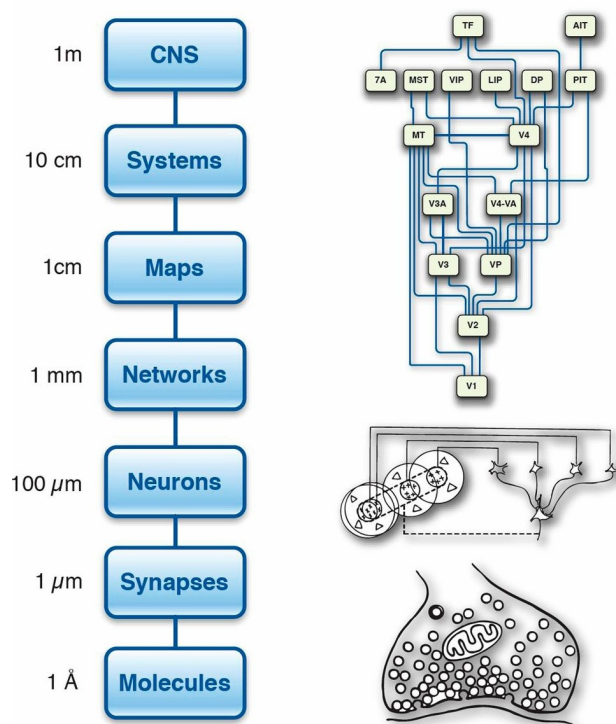 1m
CNS
10 cm
Systems
1cm
Maps
1 mm
Networks
100 µm
Neurons
1 µm
Synapses
1 Å
Molecules
TF AIT
7A MST VIP LIP DP PIT
MT V4
V3A V4-VA
V3 VP
V2
V1